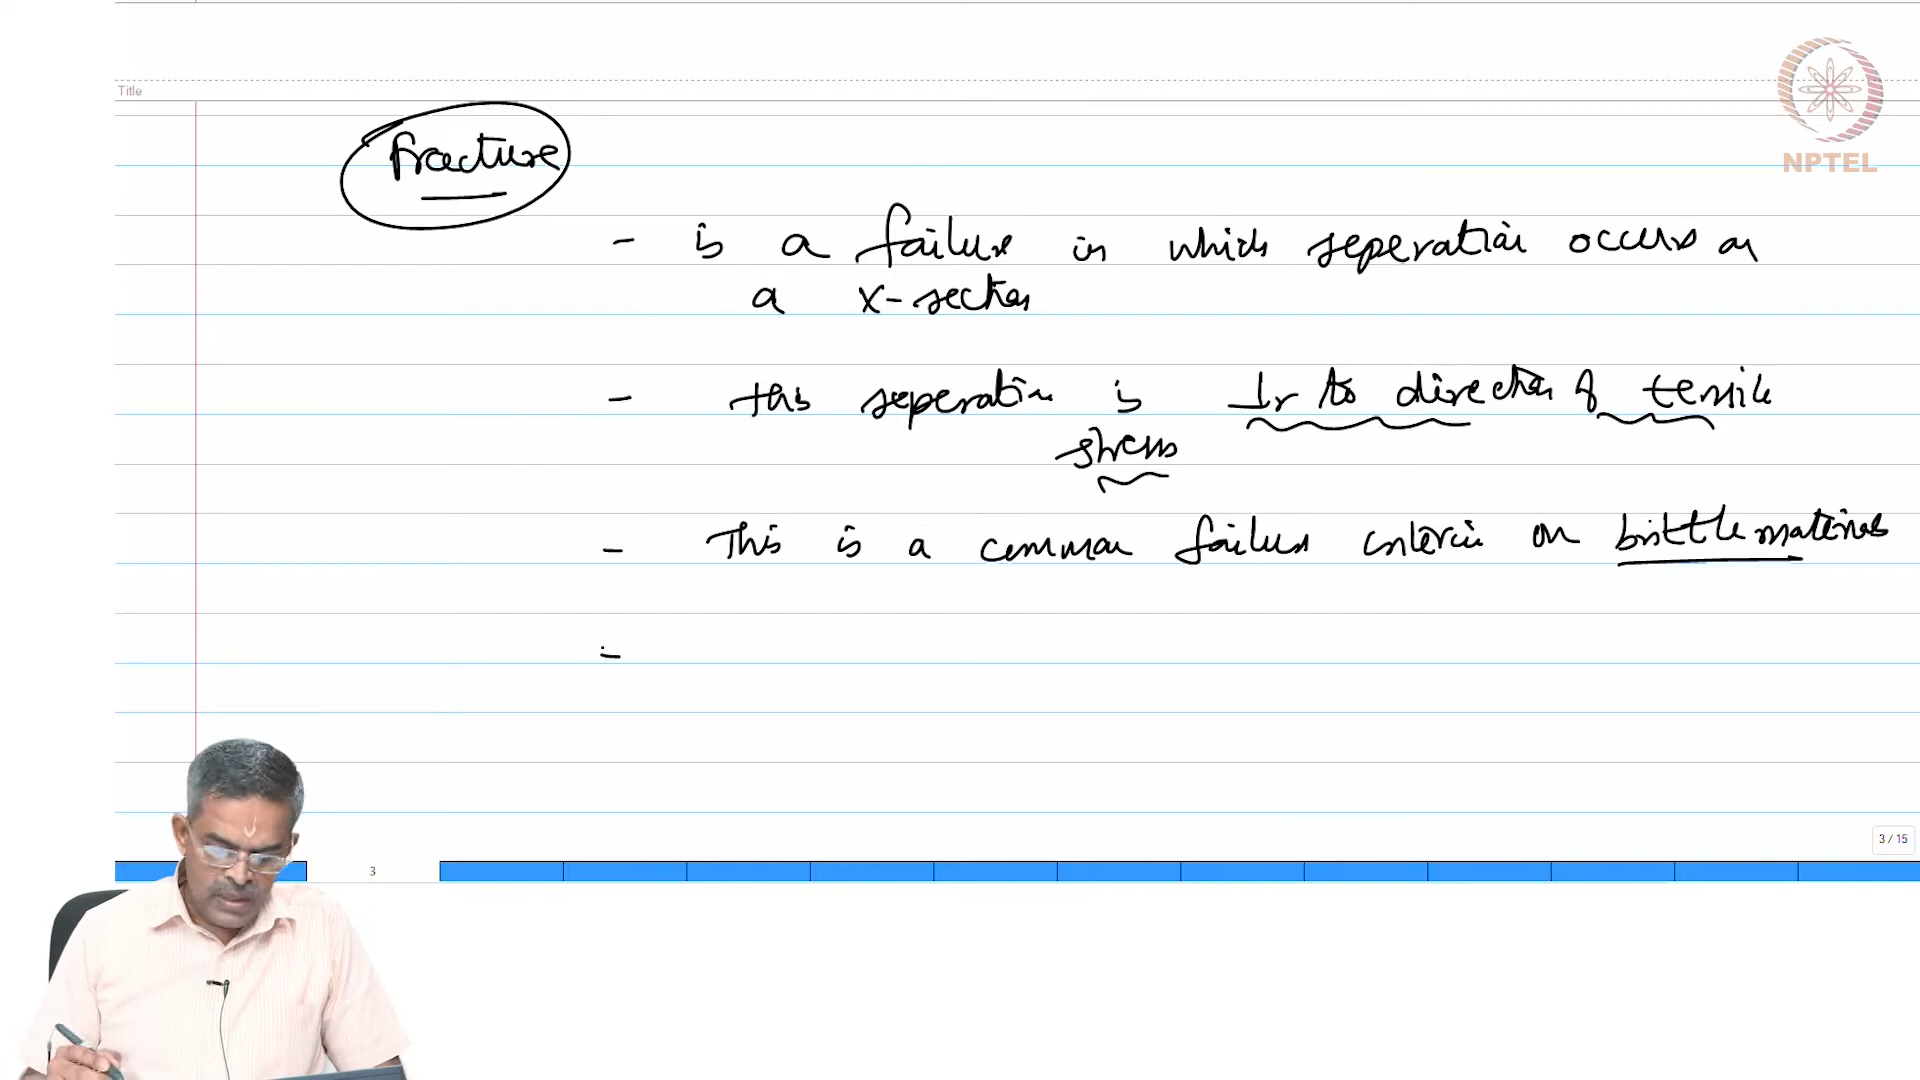 Title
NPTEL
Fracture
- is a failure in which seperation occurs on
a x-section
- this seperation is ⊥r to direction of tensile
stress
- This is a common failure criteria on brittle materials
-
3 / 15
3